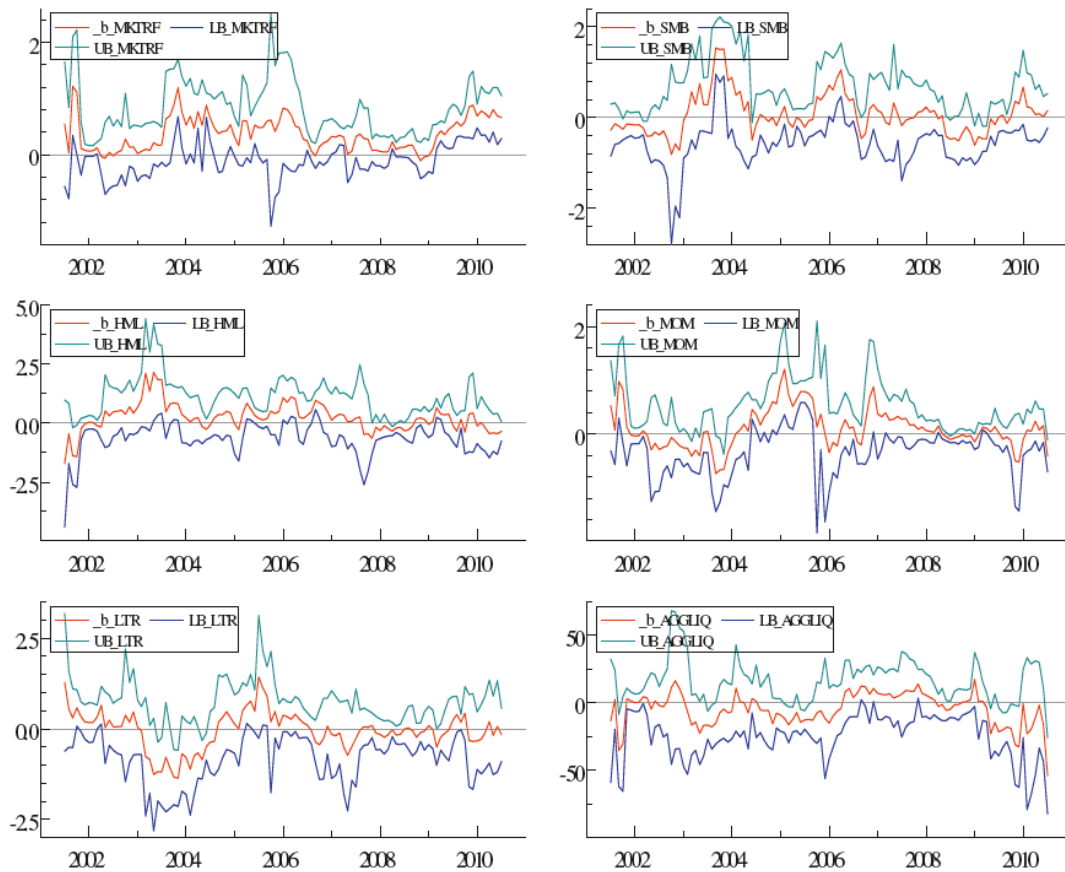 _b_MKTRF LB_MKTRF
UB_MKTRF
2
0
2002 2004 2006 2008 2010
_b_SMB LB_SMB
UB_SMB
2
0
-2
2002 2004 2006 2008 2010
5.0
_b_HML LB_HML
UB_HML
2.5
0.0
-2.5
2002 2004 2006 2008 2010
_b_MOM LB_MOM
UB_MOM
2
0
2002 2004 2006 2008 2010
_b_LTR LB_LTR
UB_LTR
2.5
0.0
-2.5
2002 2004 2006 2008 2010
_b_AGGLIQ LB_AGGLIQ
UB_AGGLIQ
50
0
-50
2002 2004 2006 2008 2010